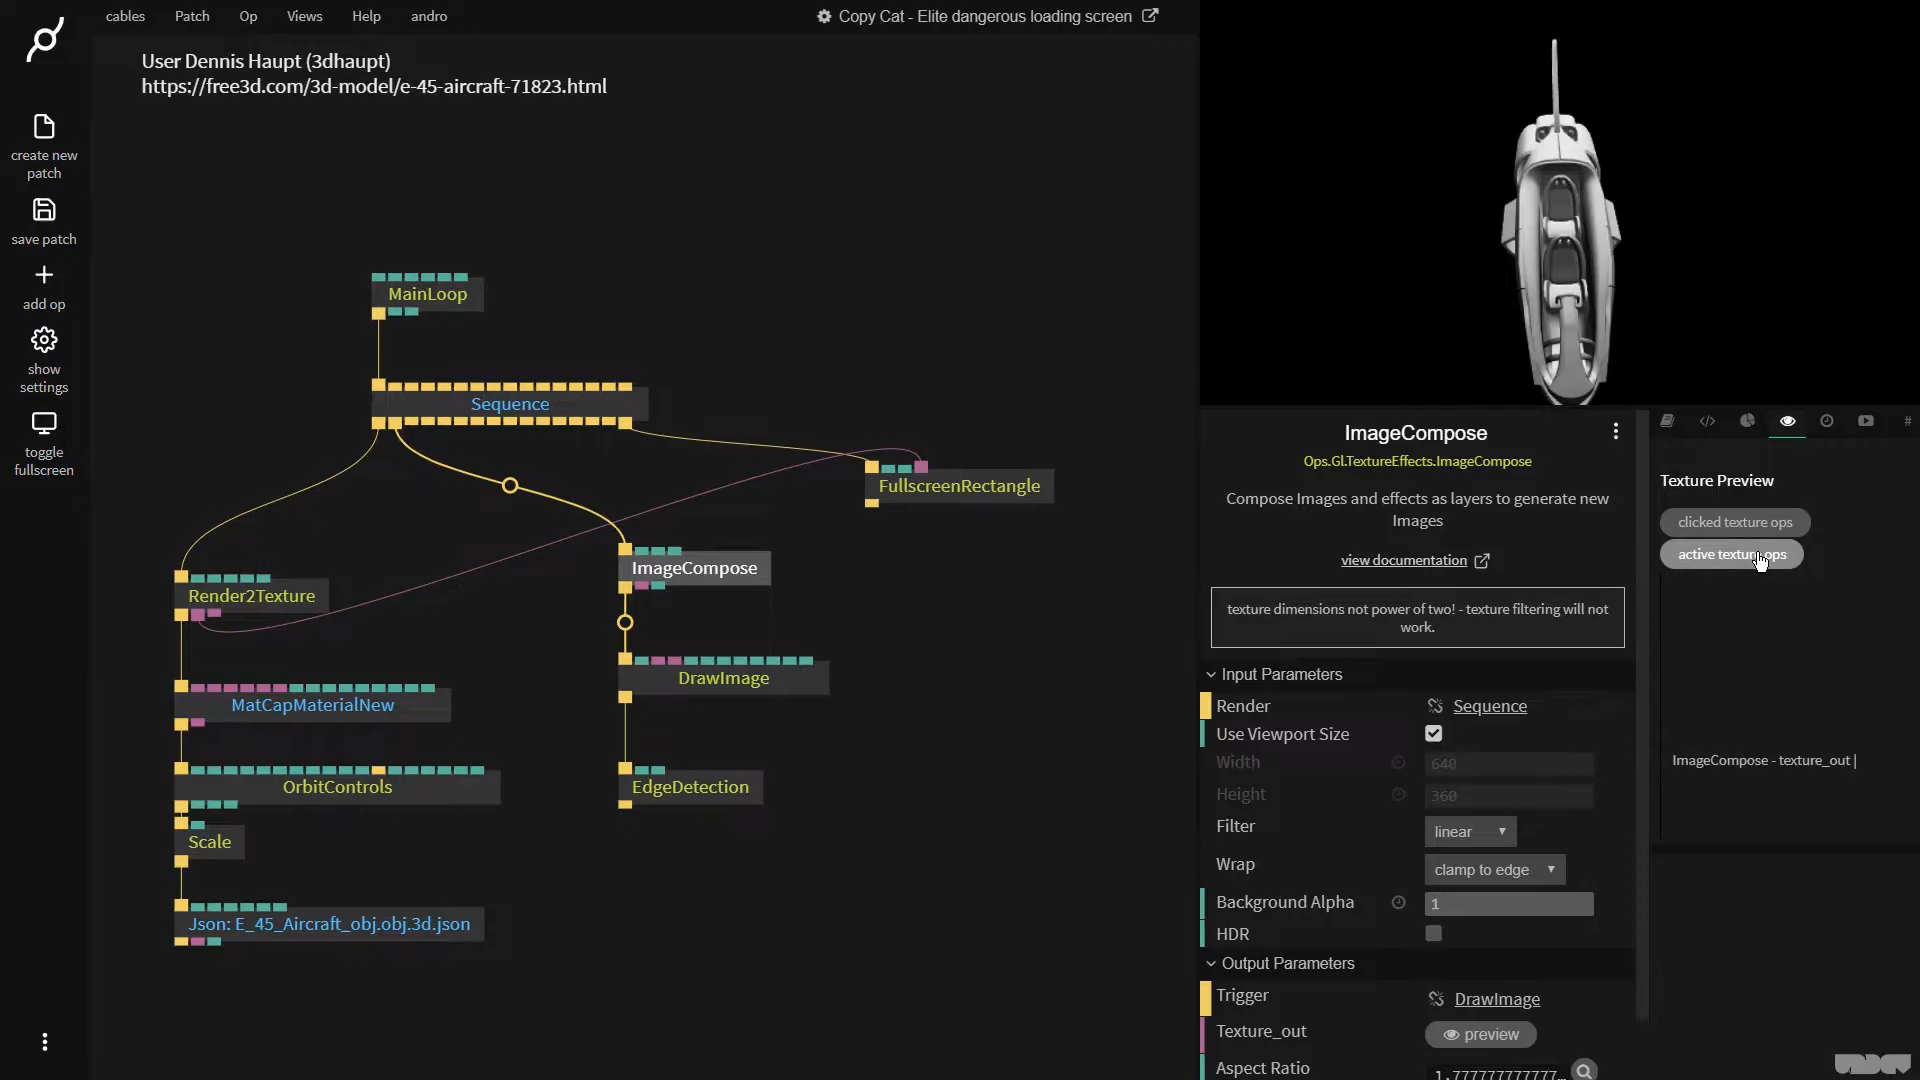 cables
Patch
Op
Views
Help
andro
Copy Cat - Elite dangerous loading screen
User Dennis Haupt (3dhaupt)
https://free3d.com/3d-model/e-45-aircraft-71823.html
create new
patch
save patch
add op
show
settings
toggle
fullscreen
MainLoop
Sequence
FullscreenRectangle
ImageCompose
Render2Texture
DrawImage
MatCapMaterialNew
OrbitControls
EdgeDetection
Scale
Json: E_45_Aircraft_obj.obj.3d.json
ImageCompose
Ops.Gl.TextureEffects.ImageCompose
Compose Images and effects as layers to generate new
Images
view documentation
texture dimensions not power of two! - texture filtering will not
work.
Input Parameters
Render
Sequence
Use Viewport Size
Width
640
Height
360
Filter
linear
Wrap
clamp to edge
Background Alpha
1
HDR
Output Parameters
Trigger
DrawImage
Texture_out
preview
Aspect Ratio
1.777777777777...
#
Texture Preview
clicked texture ops
active texture ops
ImageCompose - texture_out |